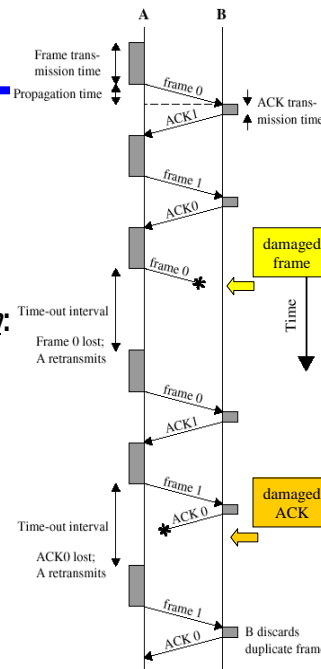 A
B
Frame trans-
mission time
frame 0
Propagation time
ACK trans-
mission time
ACK1
frame 1
ACK0
damaged
frame
frame 0
Time
Time-out interval
Frame 0 lost;
A retransmits
frame 0
ACK1
frame 1
damaged
ACK
ACK 0
Time-out interval
ACK0 lost;
A retransmits
frame 1
B discards
duplicate fram
ACK 0